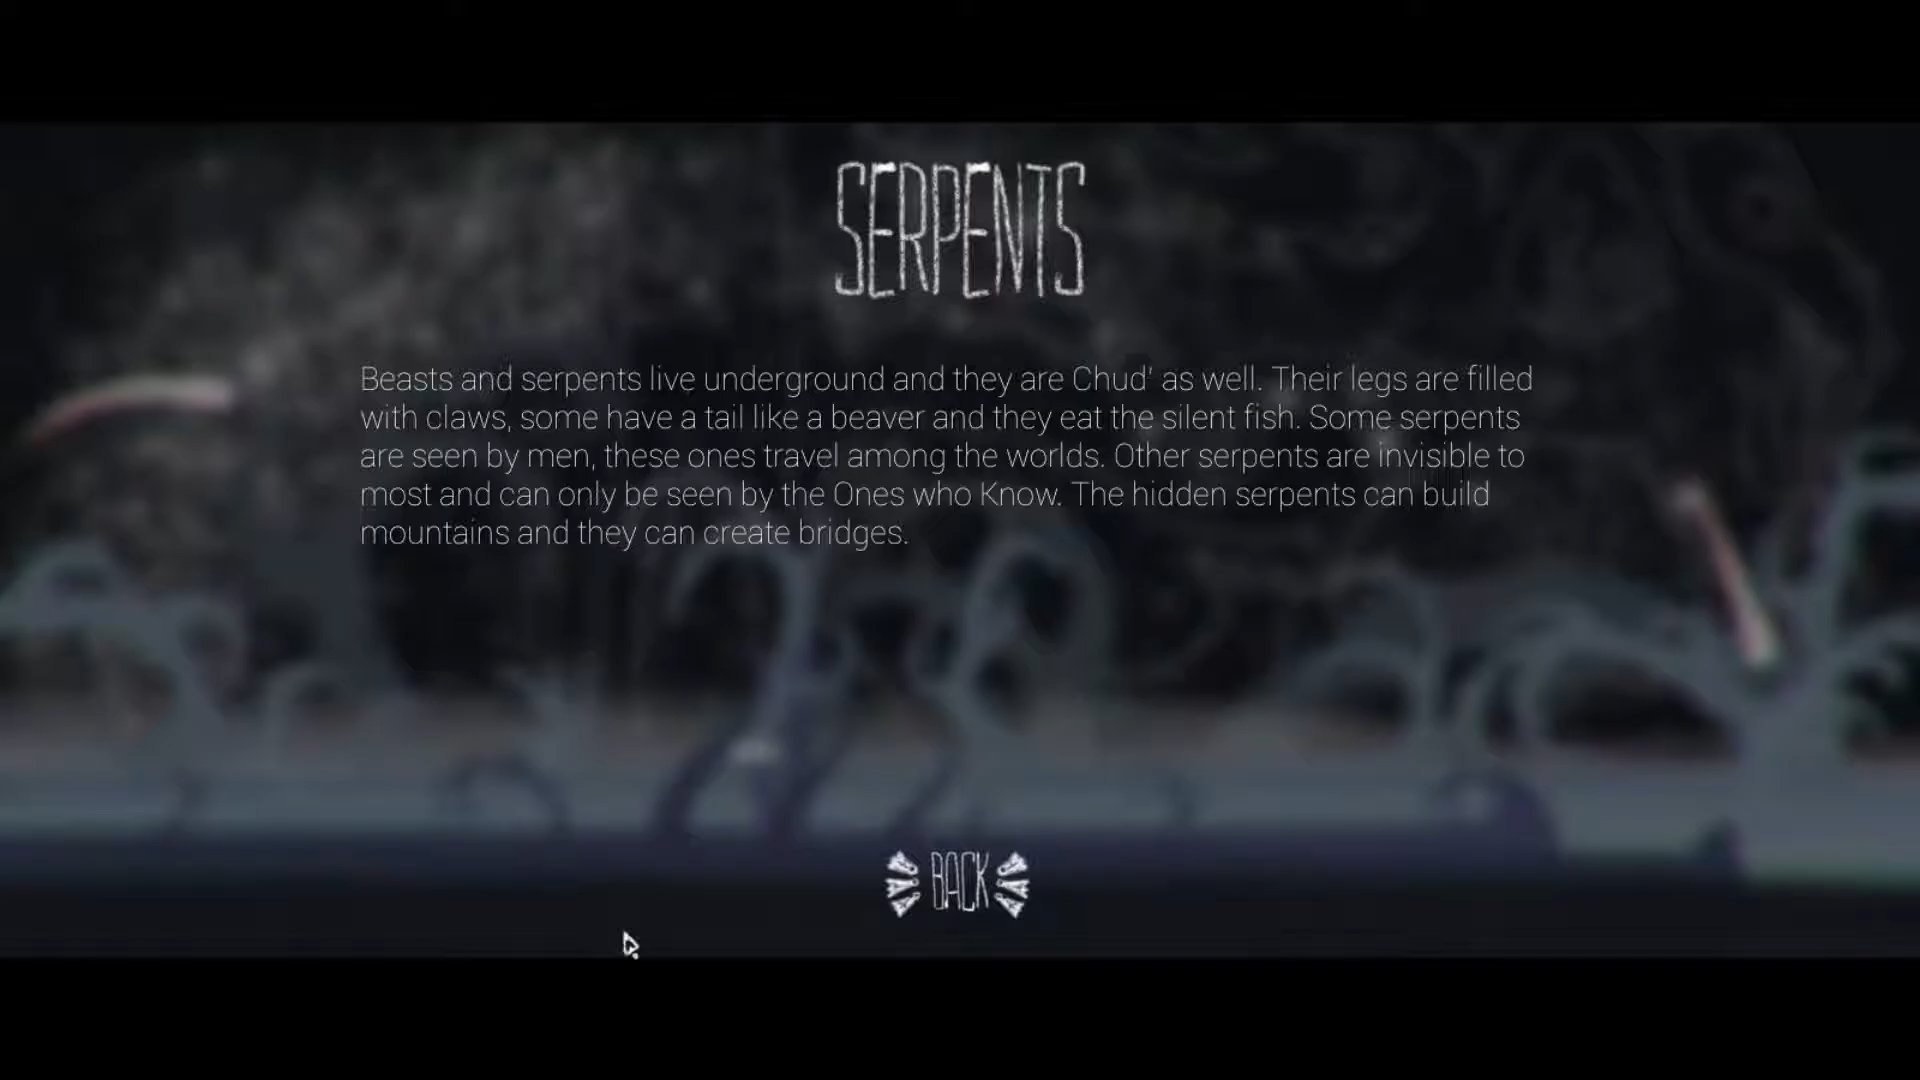 SERPENTS
Beasts and serpents live underground and they are Chud' as well. Their legs are filled
with claws, some have a tail like a beaver and they eat the silent fish. Some serpents
are seen by men, these ones travel among the worlds. Other serpents are invisible to
most and can only be seen by the Ones who Know. The hidden serpents can build
mountains and they can create bridges.
BACK